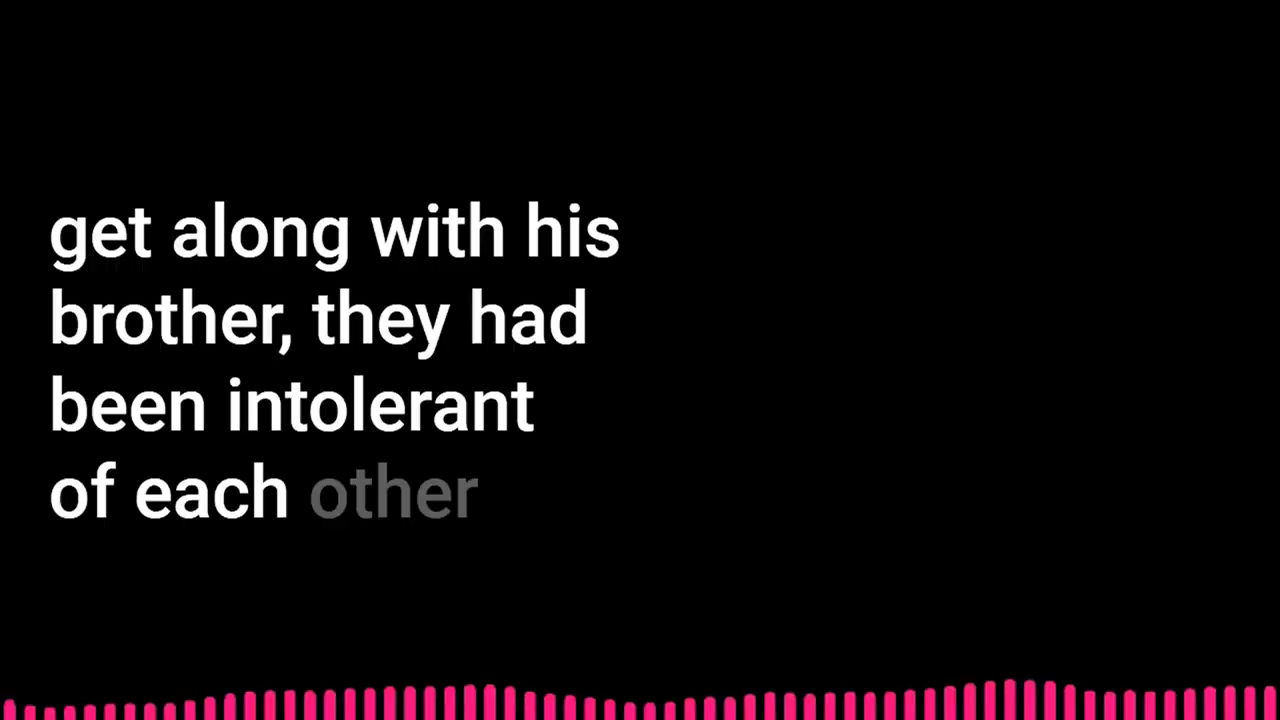 get along with his
brother, they had
been intolerant
of each other